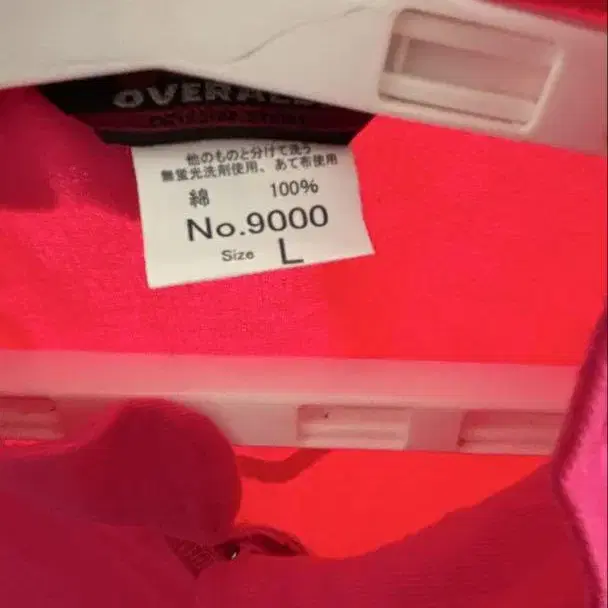 他のものと分けて洗う
無蛍光洗剤使用、あて布使用
綿 100%
No.9000
Size L